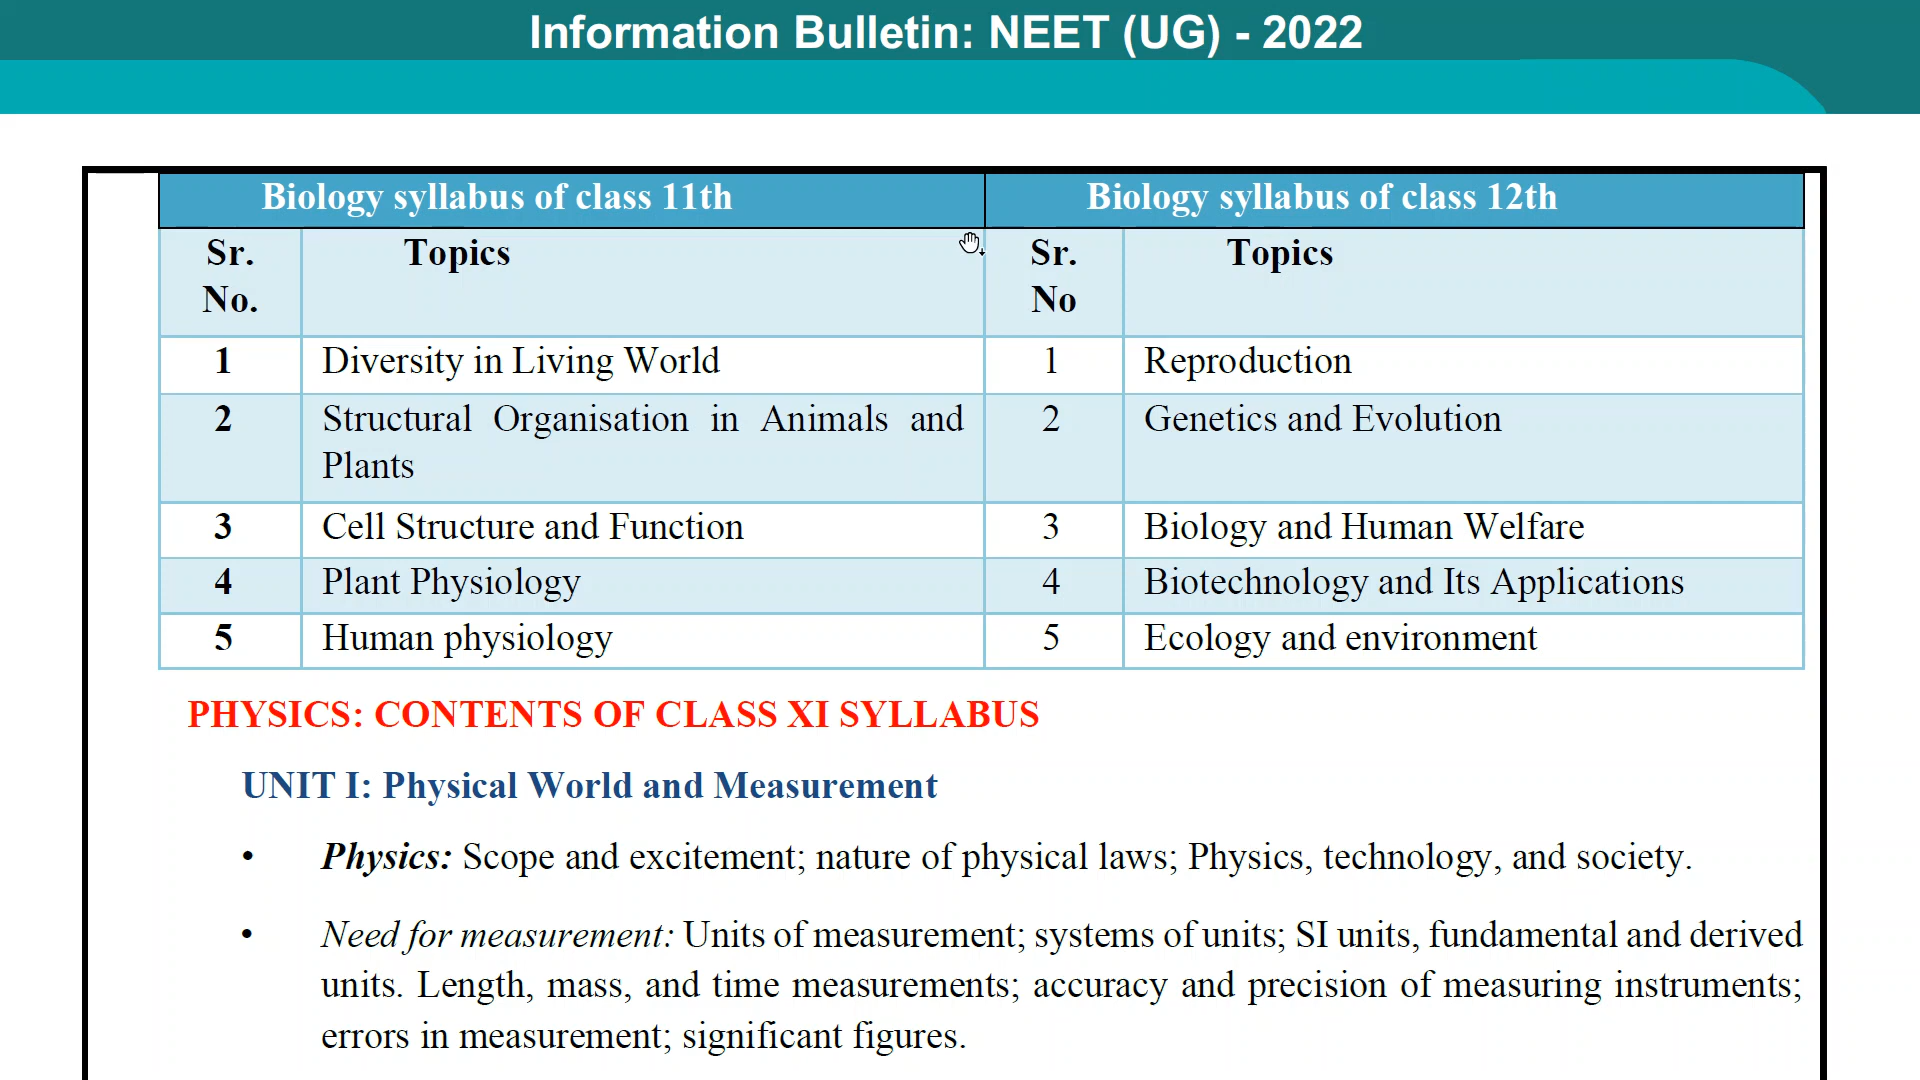 Information Bulletin: NEET (UG) - 2022
Biology syllabus of class 11th Biology syllabus of class 12th
Sr. No. Topics Sr. No Topics
1 Diversity in Living World 1 Reproduction
2 Structural Organisation in Animals and Plants 2 Genetics and Evolution
3 Cell Structure and Function 3 Biology and Human Welfare
4 Plant Physiology 4 Biotechnology and Its Applications
5 Human physiology 5 Ecology and environment
PHYSICS: CONTENTS OF CLASS XI SYLLABUS
UNIT I: Physical World and Measurement
• Physics: Scope and excitement; nature of physical laws; Physics, technology, and society.
• Need for measurement: Units of measurement; systems of units; SI units, fundamental and derived
units. Length, mass, and time measurements; accuracy and precision of measuring instruments;
errors in measurement; significant figures.